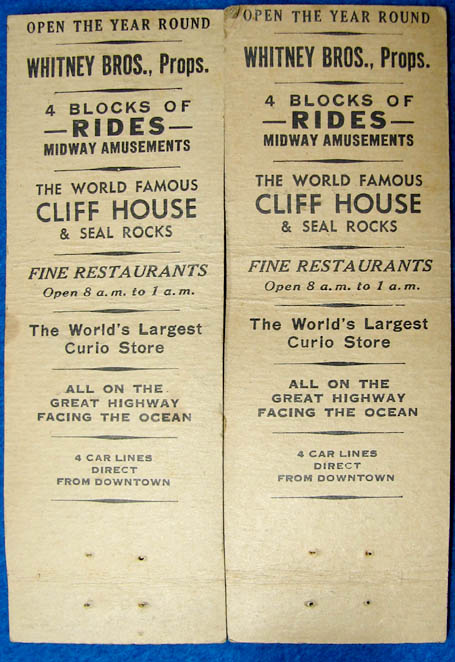 OPEN THE YEAR ROUND
WHITNEY BROS., Props.
4 BLOCKS OF
—RIDES—
MIDWAY AMUSEMENTS
THE WORLD FAMOUS
CLIFF HOUSE
& SEAL ROCKS
FINE RESTAURANTS
Open 8 a.m. to 1 a.m.
The World's Largest
Curio Store
ALL ON THE
GREAT HIGHWAY
FACING THE OCEAN
4 CAR LINES
DIRECT
FROM DOWNTOWN
OPEN THE YEAR ROUND
WHITNEY BROS., Props.
4 BLOCKS OF
—RIDES—
MIDWAY AMUSEMENTS
THE WORLD FAMOUS
CLIFF HOUSE
& SEAL ROCKS
FINE RESTAURANTS
Open 8 a.m. to 1 a.m.
The World's Largest
Curio Store
ALL ON THE
GREAT HIGHWAY
FACING THE OCEAN
4 CAR LINES
DIRECT
FROM DOWNTOWN